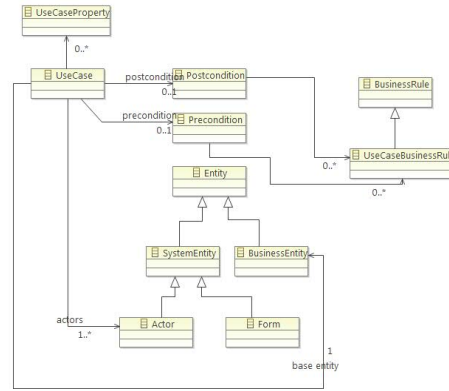 UseCaseProperty
0..*
UseCase
postcondition
0..1
Postcondition
BusinessRule
precondition
0..1
Precondition
0..*
UseCaseBusinessRul
0..*
Entity
SystemEntity
BusinessEntity
actors
1..*
Actor
Form
1
base entity